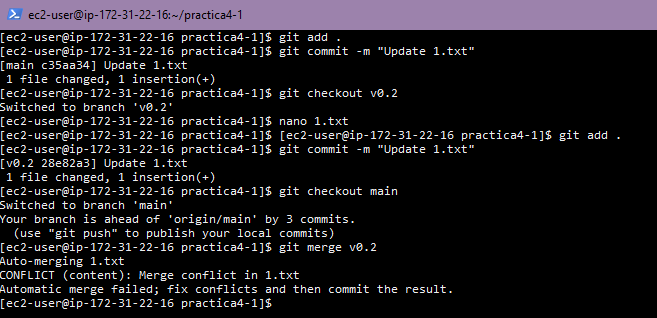 ec2-user@ip-172-31-22-16:~/practica4-1
[ec2-user@ip-172-31-22-16 practica4-1]$ git add .
[ec2-user@ip-172-31-22-16 practica4-1]$ git commit -m "Update 1.txt"
[main c35aa34] Update 1.txt
 1 file changed, 1 insertion(+)
[ec2-user@ip-172-31-22-16 practica4-1]$ git checkout v0.2
Switched to branch 'v0.2'
[ec2-user@ip-172-31-22-16 practica4-1]$ nano 1.txt
[ec2-user@ip-172-31-22-16 practica4-1]$ [ec2-user@ip-172-31-22-16 practica4-1]$ git add .
[ec2-user@ip-172-31-22-16 practica4-1]$ git commit -m "Update 1.txt"
[v0.2 28e82a3] Update 1.txt
 1 file changed, 1 insertion(+)
[ec2-user@ip-172-31-22-16 practica4-1]$ git checkout main
Switched to branch 'main'
Your branch is ahead of 'origin/main' by 3 commits.
  (use "git push" to publish your local commits)
[ec2-user@ip-172-31-22-16 practica4-1]$ git merge v0.2
Auto-merging 1.txt
CONFLICT (content): Merge conflict in 1.txt
Automatic merge failed; fix conflicts and then commit the result.
[ec2-user@ip-172-31-22-16 practica4-1]$